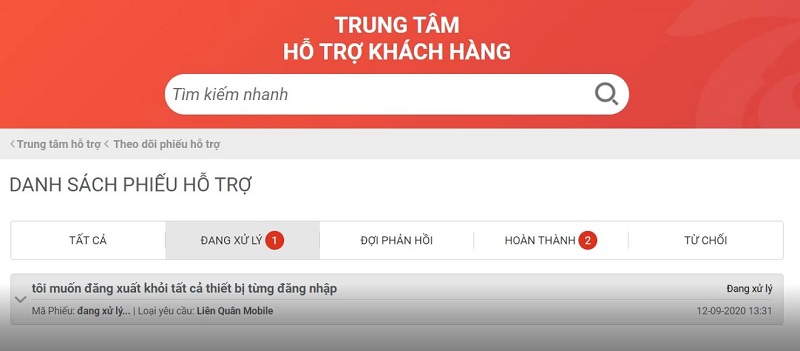 TRUNG TÂM
HỖ TRỢ KHÁCH HÀNG
Tìm kiếm nhanh
Trung tâm hỗ trợ Theo dõi phiếu hỗ trợ
DANH SÁCH PHIẾU HỖ TRỢ
TẤT CẢ ĐANG XỬ LÝ 1 ĐỢI PHẢN HỒI HOÀN THÀNH 2 TỪ CHỐI
tôi muốn đăng xuất khỏi tất cả thiết bị từng đăng nhập Đang xử lý
Mã Phiếu: đang xử lý... | Loại yêu cầu: Liên Quân Mobile 12-09-2020 13:31